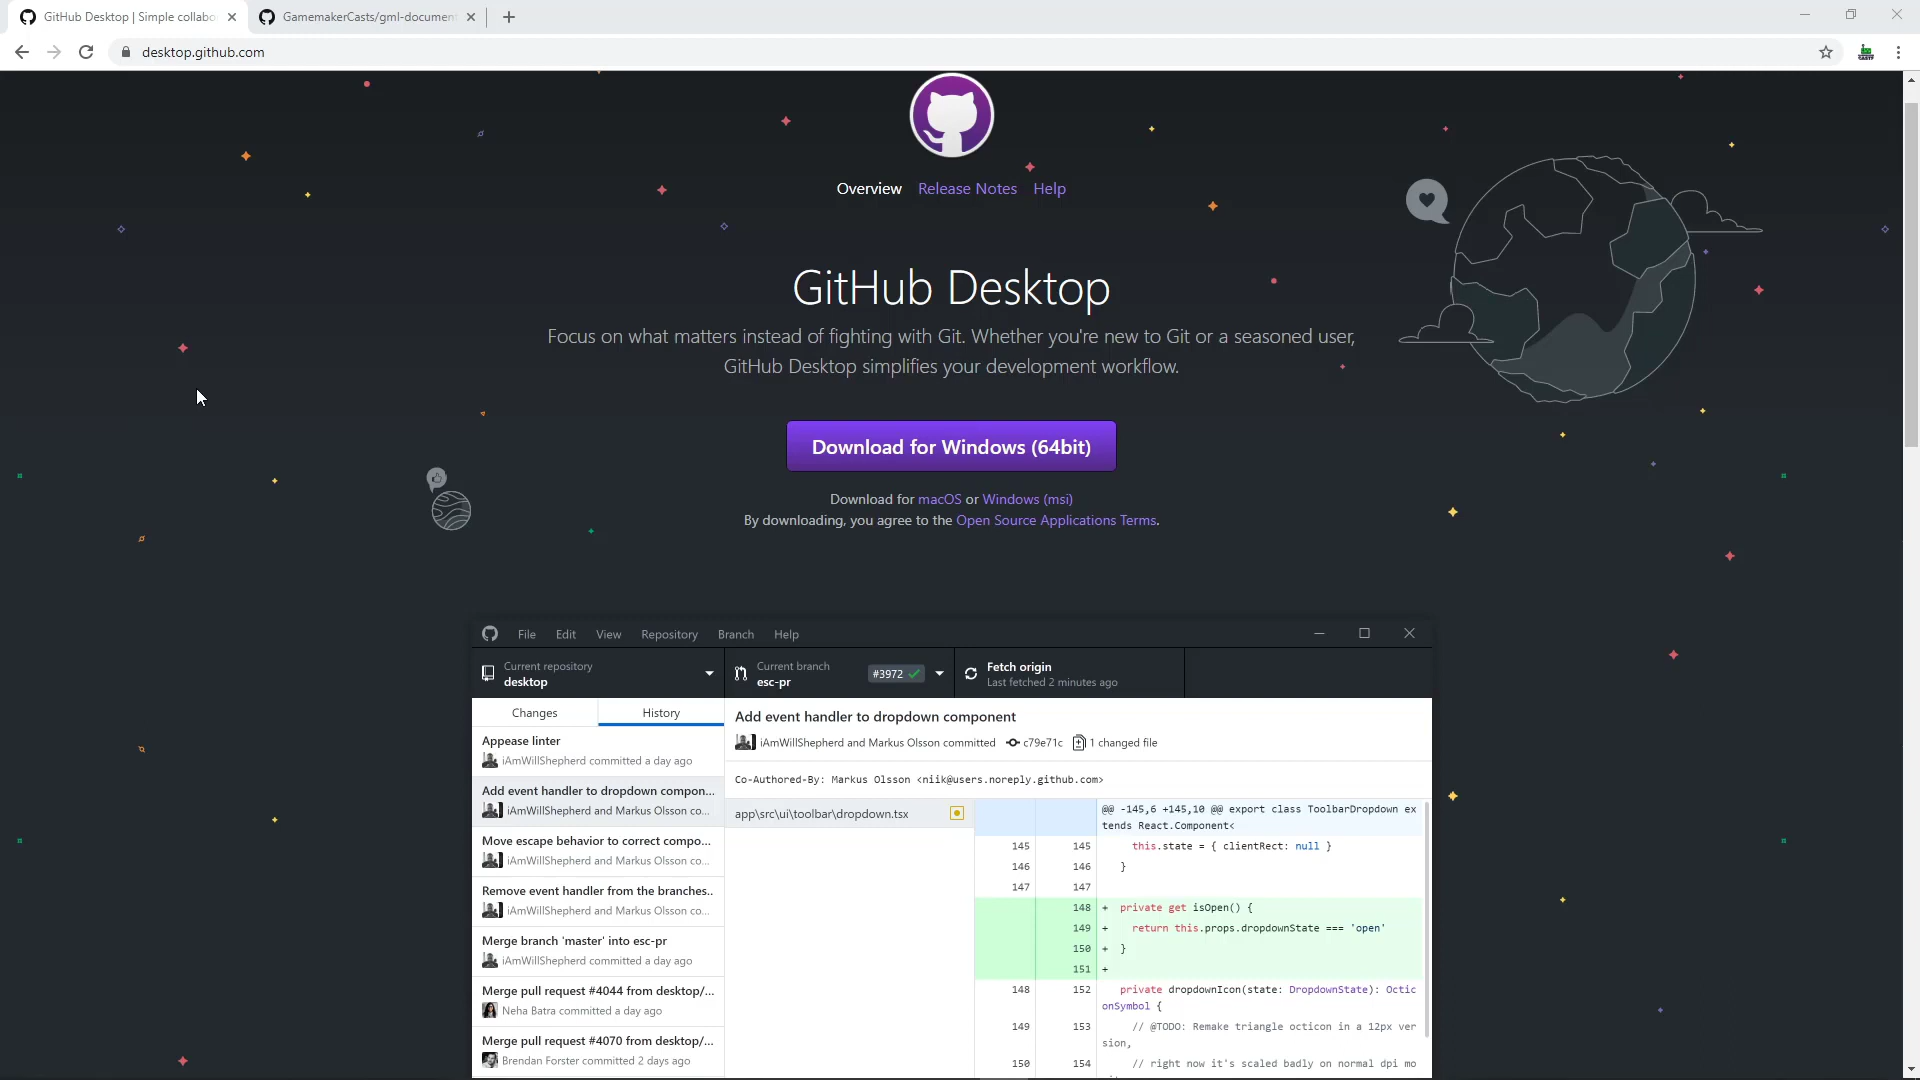 GitHub Desktop | Simple collabo
GamemakerCasts/gml-document
desktop.github.com
Overview Release Notes Help
GitHub Desktop
Focus on what matters instead of fighting with Git. Whether you're new to Git or a seasoned user,
GitHub Desktop simplifies your development workflow.
Download for Windows (64bit)
Download for macOS or Windows (msi)
By downloading, you agree to the Open Source Applications Terms.
File Edit View Repository Branch Help
Current repository
desktop
Current branch
esc-pr
#3972
Fetch origin
Last fetched 2 minutes ago
Changes History
Appease linter
iAmWillShepherd committed a day ago
Add event handler to dropdown compon...
iAmWillShepherd and Markus Olsson co...
Move escape behavior to correct compo...
iAmWillShepherd and Markus Olsson co...
Remove event handler from the branches..
iAmWillShepherd and Markus Olsson co...
Merge branch 'master' into esc-pr
iAmWillShepherd committed a day ago
Merge pull request #4044 from desktop/...
Neha Batra committed a day ago
Merge pull request #4070 from desktop/...
Brendan Forster committed 2 days ago
Add event handler to dropdown component
iAmWillShepherd and Markus Olsson committed c79e71c 1 changed file
Co-Authored-By: Markus Olsson <niik@users.noreply.github.com>
app\src\ui\toolbar\dropdown.tsx
@@ -145,6 +145,10 @@ export class ToolbarDropdown ex
tends React.Component<
145 145 this.state = { clientRect: null }
146 146 }
147 147
148 + private get isOpen() {
149 + return this.props.dropdownState === 'open'
150 + }
151 +
148 152 private dropdownIcon(state: DropdownState): Octic
onSymbol {
149 153 // @TODO: Remake triangle octicon in a 12px ver
sion,
150 154 // right now it's scaled badly on normal dpi mo